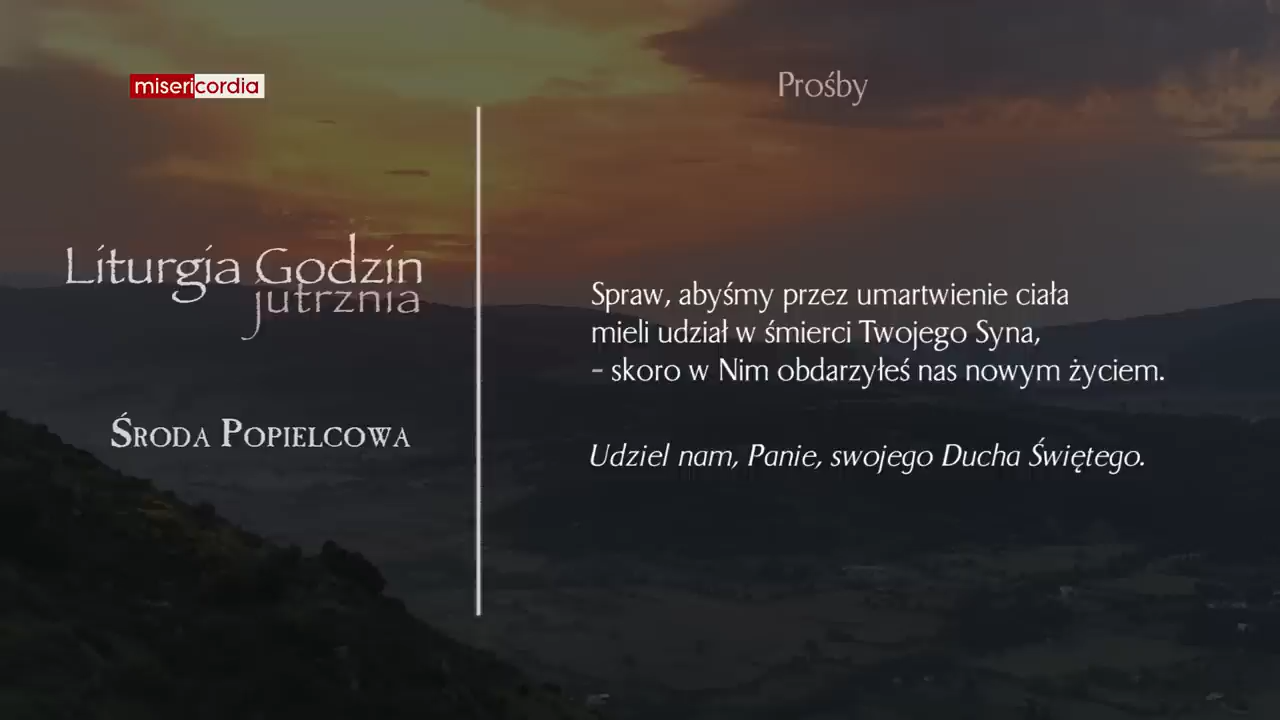 misericordia
Prośby
Liturgia Godzin
jutrznia
Środa Popielcowa
Spraw, abyśmy przez umartwienie ciała
mieli udział w śmierci Twojego Syna,
- skoro w Nim obdarzyłeś nas nowym życiem.
Udziel nam, Panie, swojego Ducha Świętego.